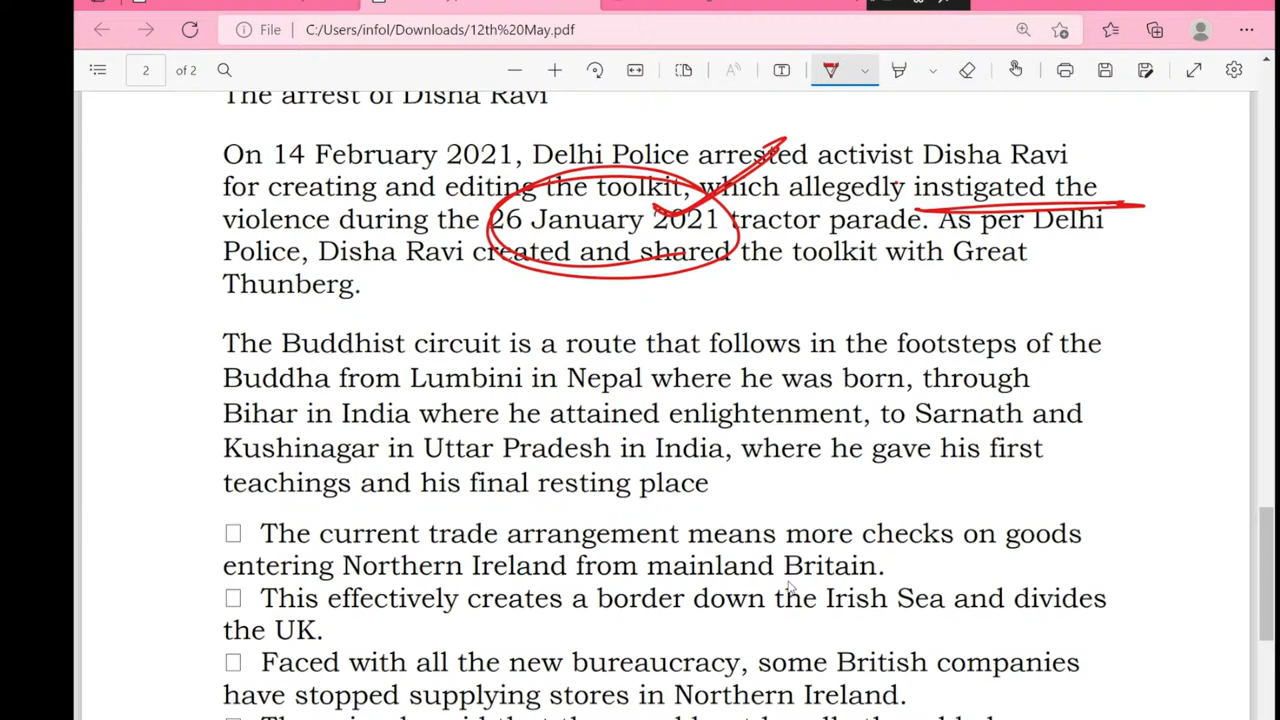 File
C:/Users/infol/Downloads/12th%20May.pdf
2 of 2
The arrest of Disha Ravi
On 14 February 2021, Delhi Police arrested activist Disha Ravi
for creating and editing the toolkit, which allegedly instigated the
violence during the 26 January 2021 tractor parade. As per Delhi
Police, Disha Ravi created and shared the toolkit with Great
Thunberg.
The Buddhist circuit is a route that follows in the footsteps of the
Buddha from Lumbini in Nepal where he was born, through
Bihar in India where he attained enlightenment, to Sarnath and
Kushinagar in Uttar Pradesh in India, where he gave his first
teachings and his final resting place
The current trade arrangement means more checks on goods
entering Northern Ireland from mainland Britain.
This effectively creates a border down the Irish Sea and divides
the UK.
Faced with all the new bureaucracy, some British companies
have stopped supplying stores in Northern Ireland.